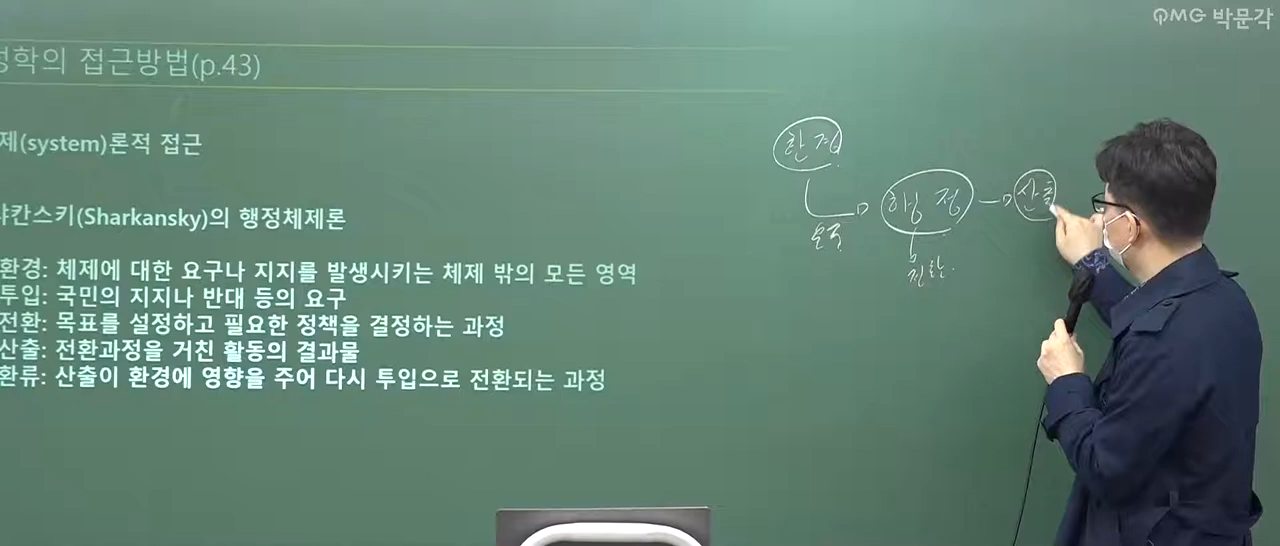 PMG 박문각
정학의 접근방법(p.43)
제(system)론적 접근
샤칸스키(Sharkansky)의 행정체제론
환경: 체제에 대한 요구나 지지를 발생시키는 체제 밖의 모든 영역
투입: 국민의 지지나 반대 등의 요구
전환: 목표를 설정하고 필요한 정책을 결정하는 과정
산출: 전환과정을 거친 활동의 결과물
환류: 산출이 환경에 영향을 주어 다시 투입으로 전환되는 과정
환경
행정
산출
요구
전환.